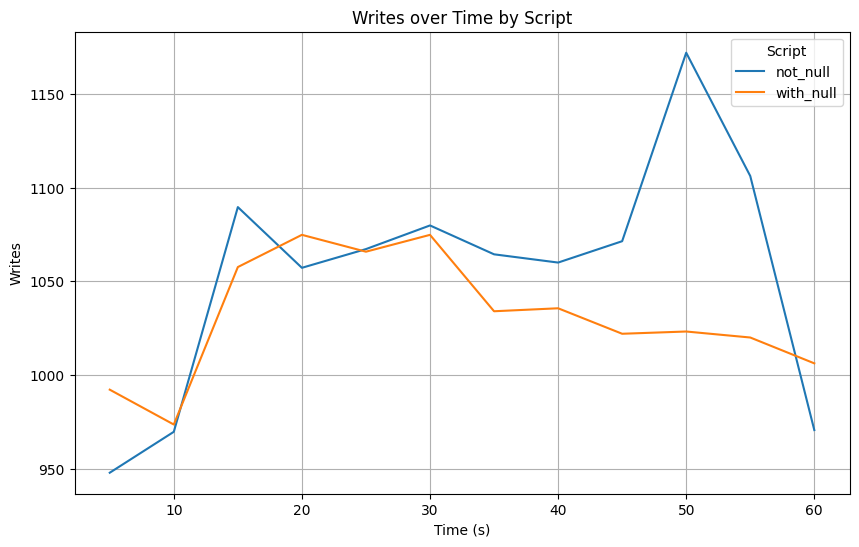 Writes over Time by Script
Script
not_null
with_null
1150
1100
1050
1000
950
Writes
10 20 30 40 50 60
Time (s)